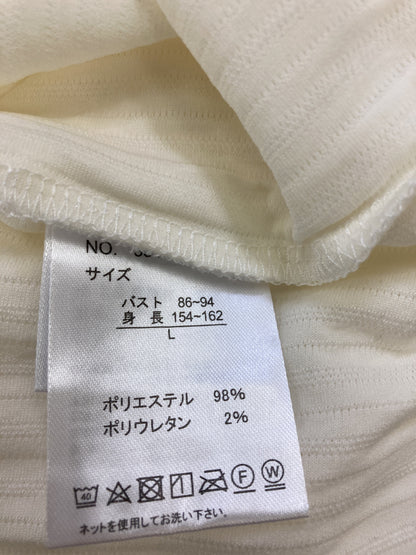 NO.
サイズ
バスト 86~94
身 長 154~162
L
ポリエステル 98%
ポリウレタン 2%
40 F W
ネットを使用してお洗い下さい。